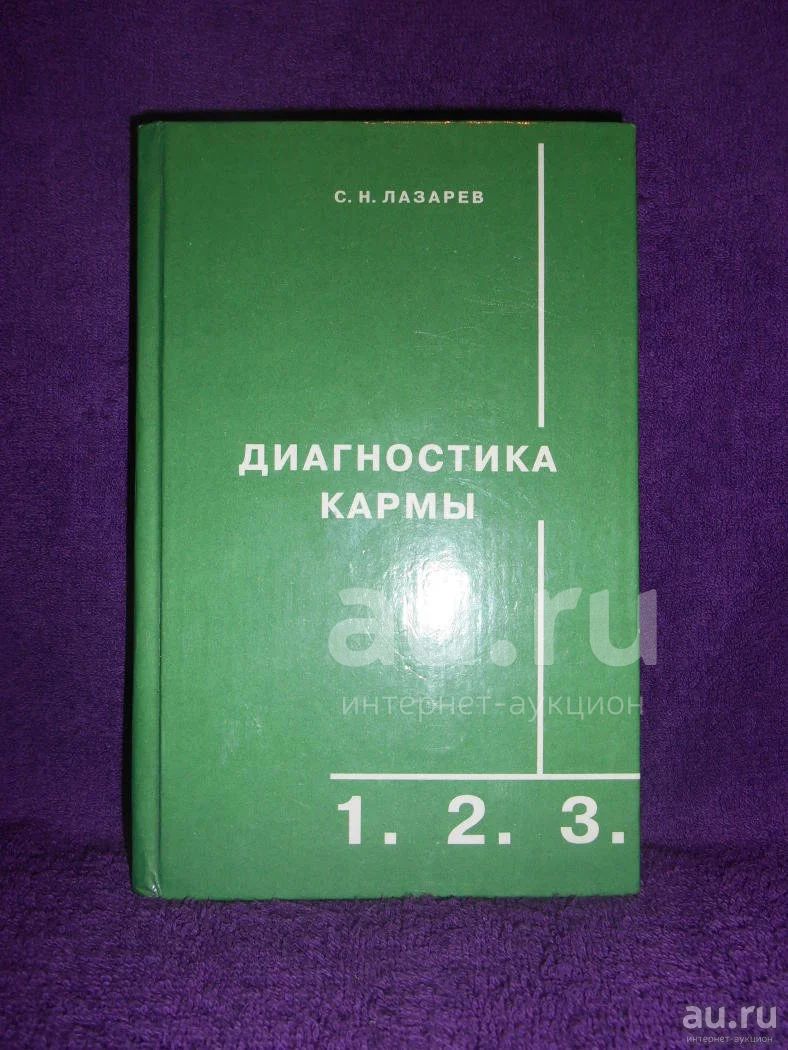 С. Н. ЛАЗАРЕВ
ДИАГНОСТИКА
КАРМЫ
au.ru
интернет-аукцион
1. 2. 3.
au.ru
интернет-аукцион